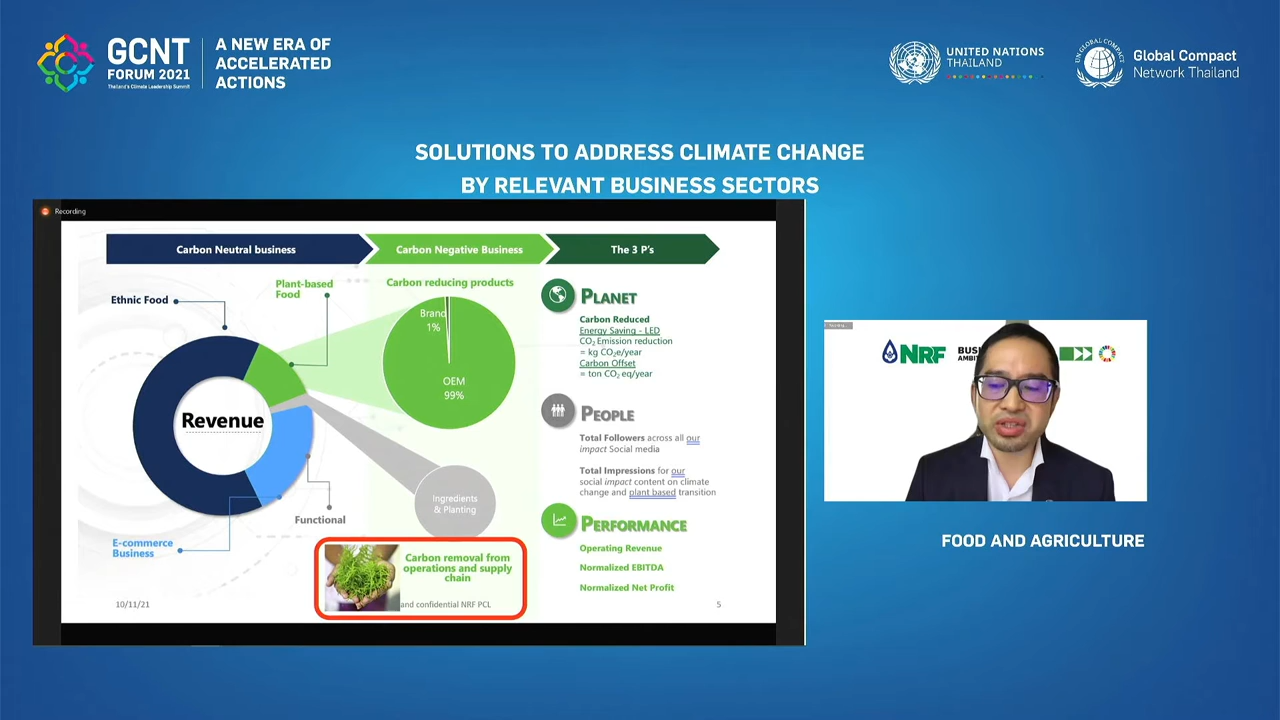 GCNT
FORUM 2021
Thailand's Climate Leadership Summit
A NEW ERA OF
ACCELERATED
ACTIONS
UNITED NATIONS
THAILAND
UN GLOBAL COMPACT
Global Compact
Network Thailand
SOLUTIONS TO ADDRESS CLIMATE CHANGE
BY RELEVANT BUSINESS SECTORS
Recording
Carbon Neutral business
Carbon Negative Business
The 3 P's
Ethnic Food
Plant-based
Food
Revenue
Functional
E-commerce
Business
Carbon reducing products
Brand
1%
OEM
99%
Ingredients
& Planting
Carbon removal from
operations and supply
chain
PLANET
Carbon Reduced
Energy Saving - LED
CO2 Emission reduction
= kg CO2e/year
Carbon Offset
= ton CO2 eq/year
PEOPLE
Total Followers across all our
impact Social media
Total Impressions for our
social impact content on climate
change and plant based transition
PERFORMANCE
Operating Revenue
Normalized EBITDA
Normalized Net Profit
10/11/21
and confidential NRF PCL
5
NRF
FOOD AND AGRICULTURE